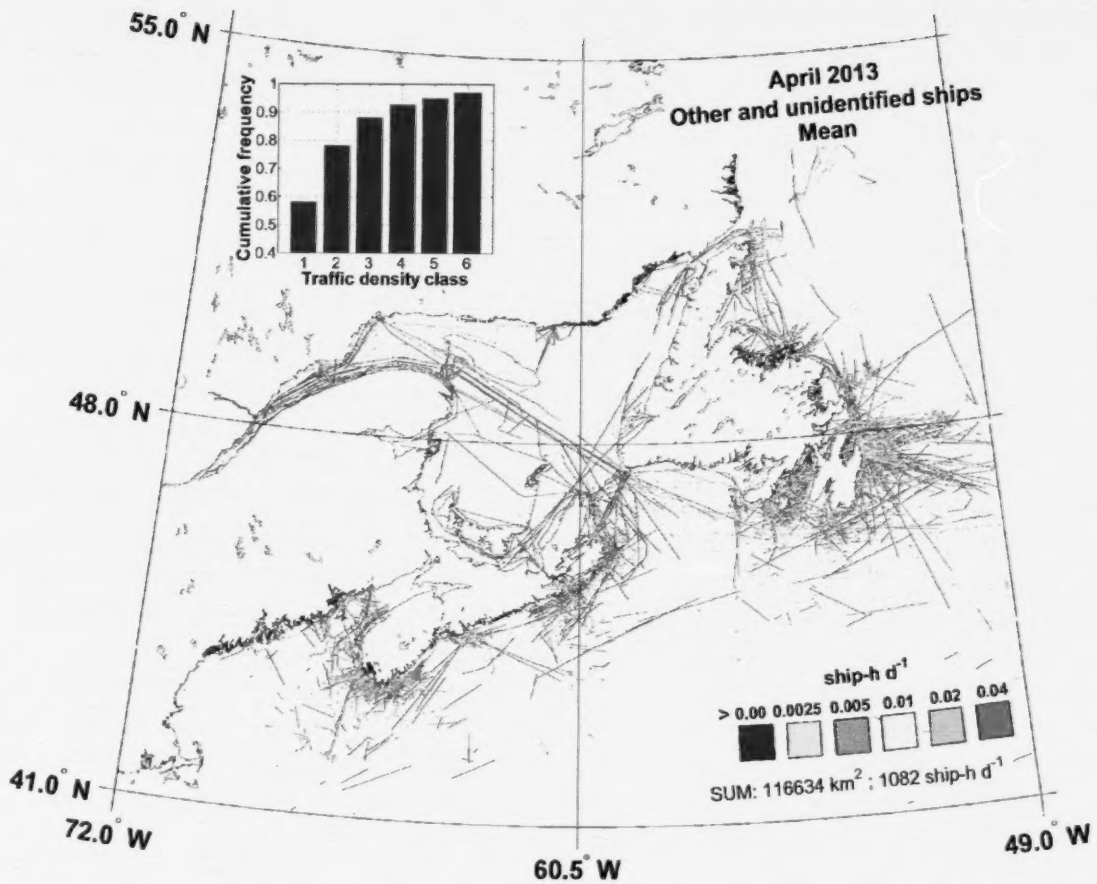 55.0° N
April 2013
Other and unidentified ships
Mean
Cumulative frequency
1
0.9
0.8
0.7
0.6
0.5
0.4
1 2 3 4 5 6
Traffic density class
48.0° N
ship-h d⁻¹
> 0.00 0.0025 0.005 0.01 0.02 0.04
SUM: 116634 km² ; 1082 ship-h d⁻¹
41.0° N
72.0° W
60.5° W
49.0° W